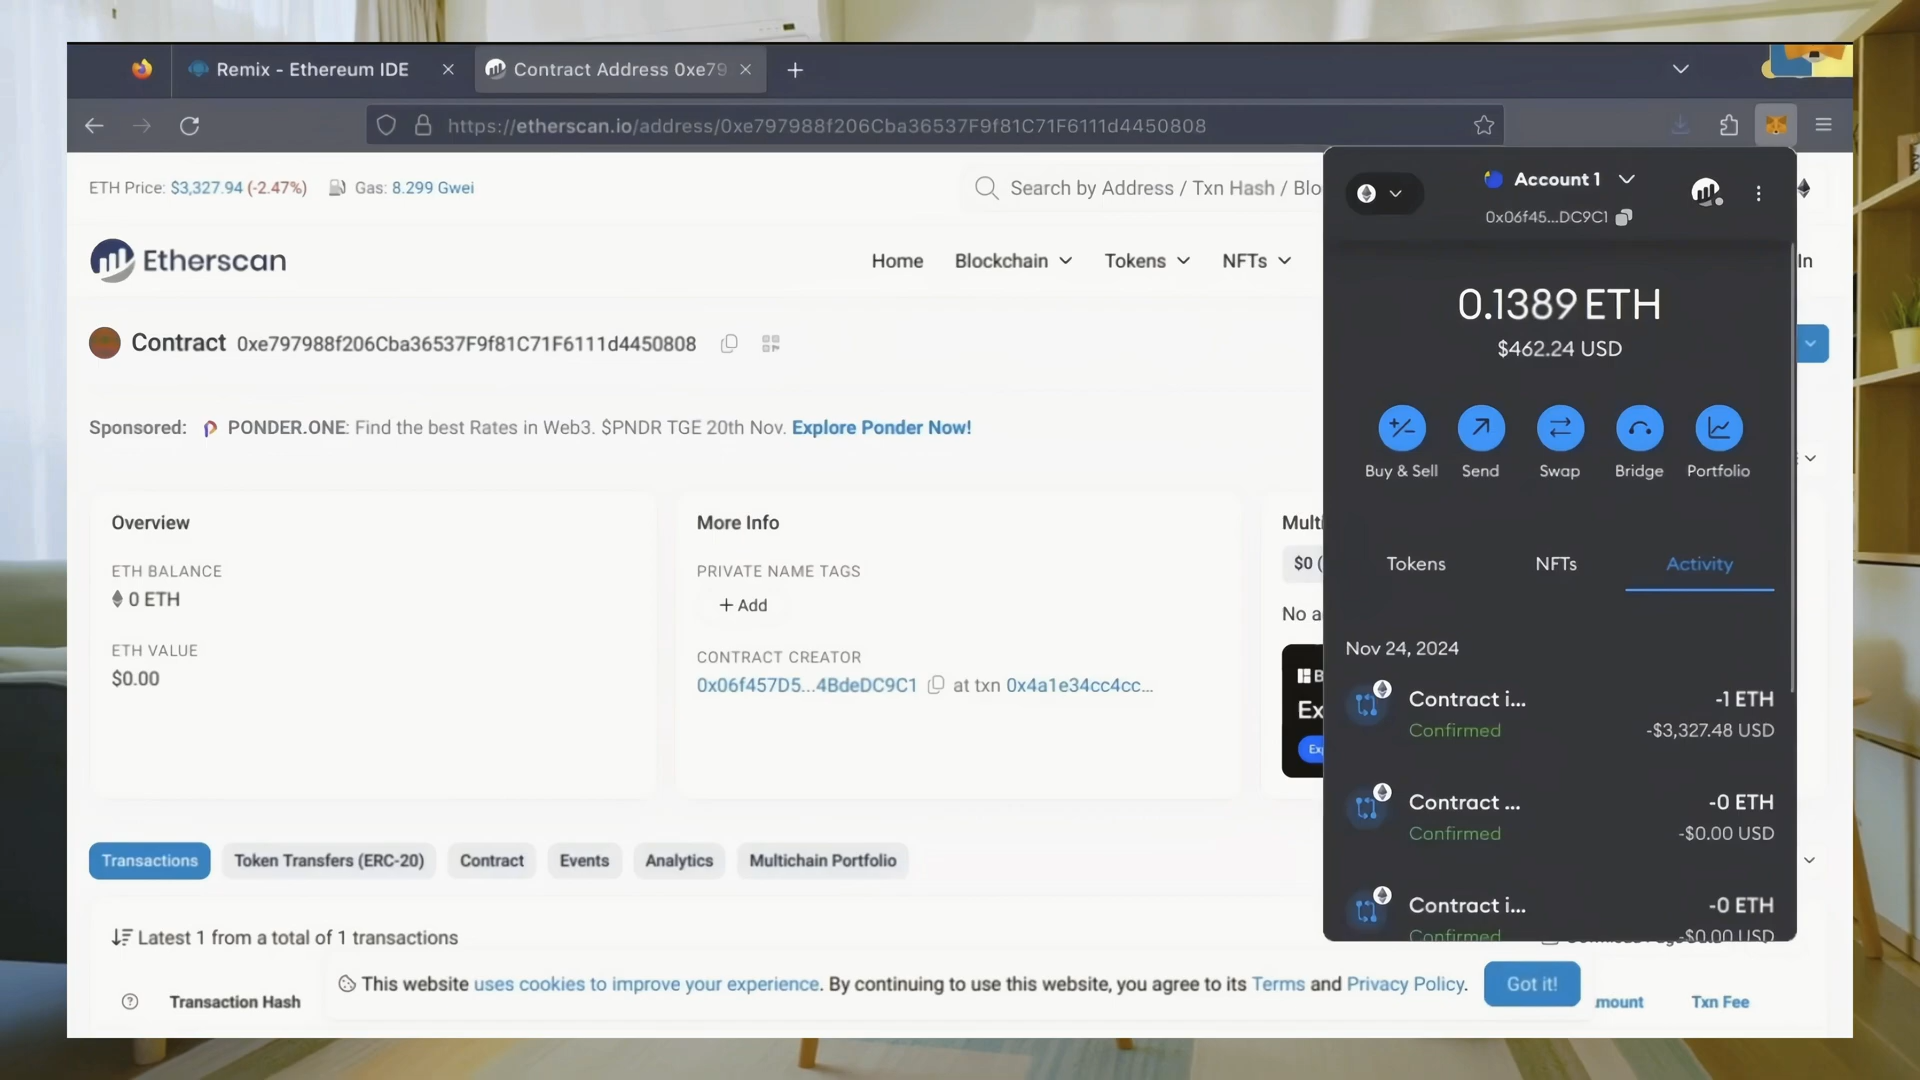 Remix - Ethereum IDE
Contract Address 0xe79
https://etherscan.io/address/0xe797988f206Cba36537F9f81C71F6111d4450808
ETH Price: $3,327.94 (-2.47%) Gas: 8.299 Gwei
Search by Address / Txn Hash / Blo
Etherscan
Home Blockchain Tokens NFTs
In
Contract 0xe797988f206Cba36537F9f81C71F6111d4450808
Sponsored: PONDER.ONE: Find the best Rates in Web3. $PNDR TGE 20th Nov. Explore Ponder Now!
Overview
ETH BALANCE
0 ETH
ETH VALUE
$0.00
More Info
PRIVATE NAME TAGS
+ Add
CONTRACT CREATOR
0x06f457D5...4BdeDC9C1 at txn 0x4a1e34cc4cc...
Multi
$0 (
No a
B
Ex
Ex
Transactions
Token Transfers (ERC-20)
Contract
Events
Analytics
Multichain Portfolio
Latest 1 from a total of 1 transactions
Transaction Hash
mount
Txn Fee
This website uses cookies to improve your experience. By continuing to use this website, you agree to its Terms and Privacy Policy.
Got it!
Account 1
0x06f45...DC9C1
0.1389 ETH
$462.24 USD
Buy & Sell
Send
Swap
Bridge
Portfolio
Tokens
NFTs
Activity
Nov 24, 2024
Contract i... -1 ETH
Confirmed -$3,327.48 USD
Contract ... -0 ETH
Confirmed -$0.00 USD
Contract i... -0 ETH
Confirmed -$0.00 USD